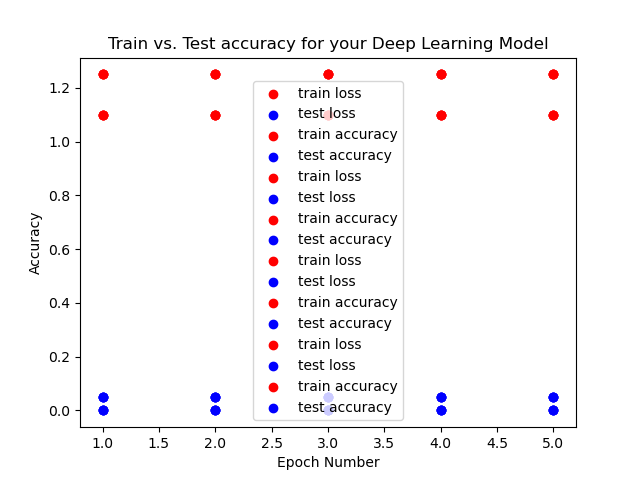 Train vs. Test accuracy for your Deep Learning Model
Accuracy
1.2
1.0
0.8
0.6
0.4
0.2
0.0
train loss
test loss
train accuracy
test accuracy
train loss
test loss
train accuracy
test accuracy
train loss
test loss
train accuracy
test accuracy
train loss
test loss
train accuracy
test accuracy
1.0 1.5 2.0 2.5 3.0 3.5 4.0 4.5 5.0
Epoch Number